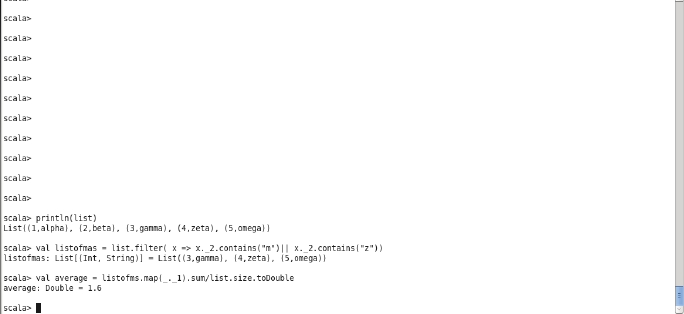 scala>
scala>
scala>
scala>
scala>
scala>
scala>
scala>
scala>
scala>
scala> println(list)
List((1,alpha), (2,beta), (3,gamma), (4,zeta), (5,omega))
scala> val listofmas = list.filter( x => x._2.contains("m")|| x._2.contains("z"))
listofmas: List[(Int, String)] = List((3,gamma), (4,zeta), (5,omega))
scala> val average = listofms.map(_._1).sum/list.size.toDouble
average: Double = 1.6
scala>